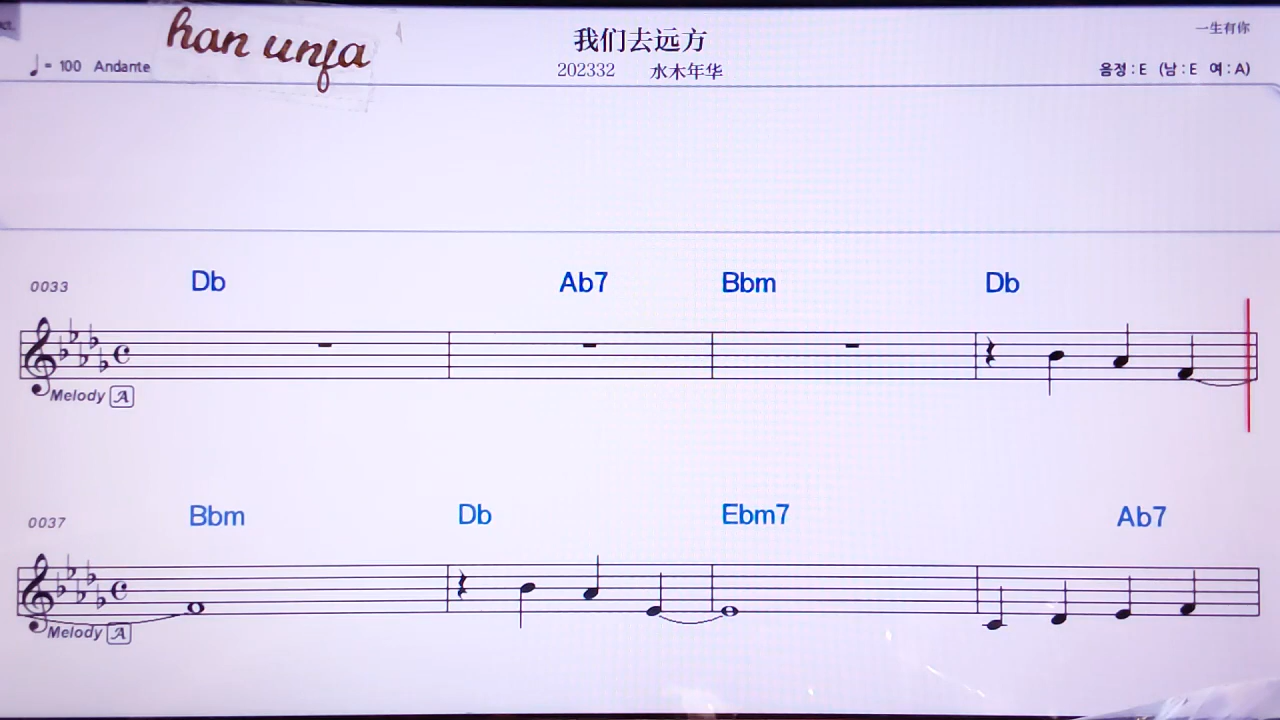 han unfa
我们去远方
一生有你
♩= 100 Andante
202332 水木年华
음정 : E (남 : E 여 : A)
0033 Db Ab7 Bbm Db
Melody A
0037 Bbm Db Ebm7 Ab7
Melody A